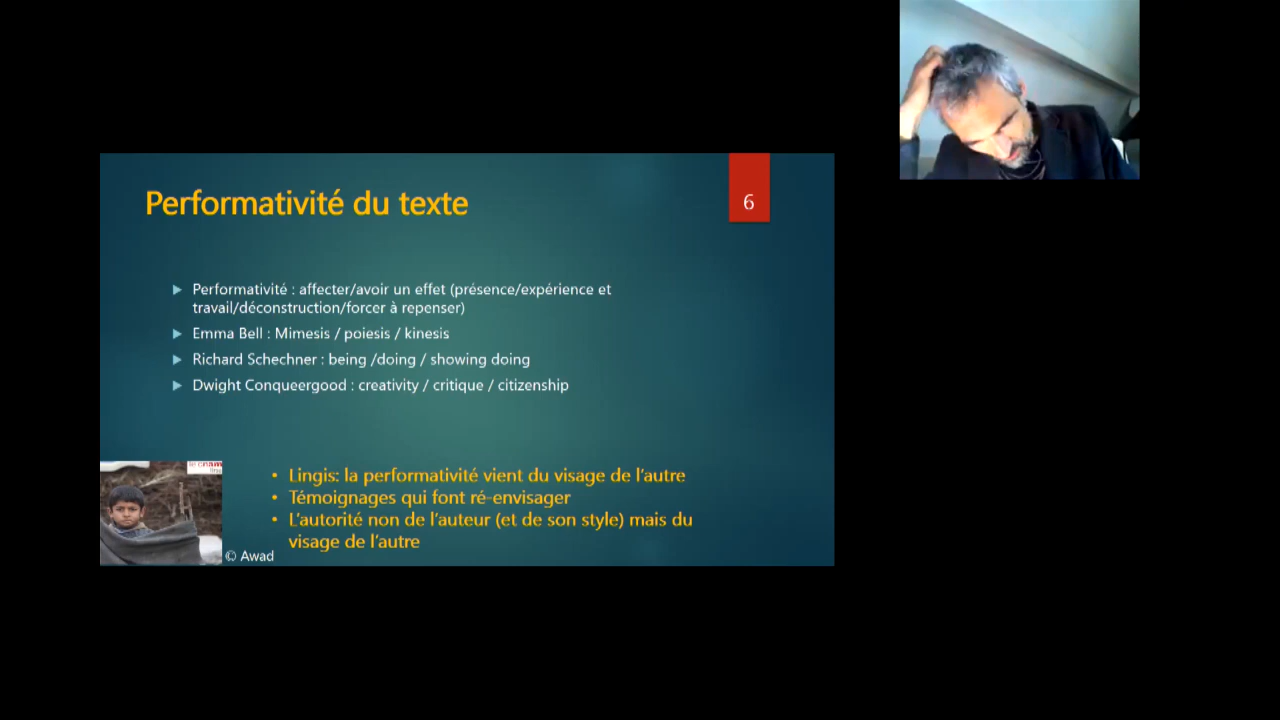 Performativité du texte
6
Performativité : affecter/avoir un effet (présence/expérience et
travail/déconstruction/forcer à repenser)
Emma Bell : Mimesis / poiesis / kinesis
Richard Schechner : being /doing / showing doing
Dwight Conqueergood : creativity / critique / citizenship
• Lingis: la performativité vient du visage de l'autre
• Témoignages qui font ré-envisager
• L'autorité non de l'auteur (et de son style) mais du
visage de l'autre
© Awad